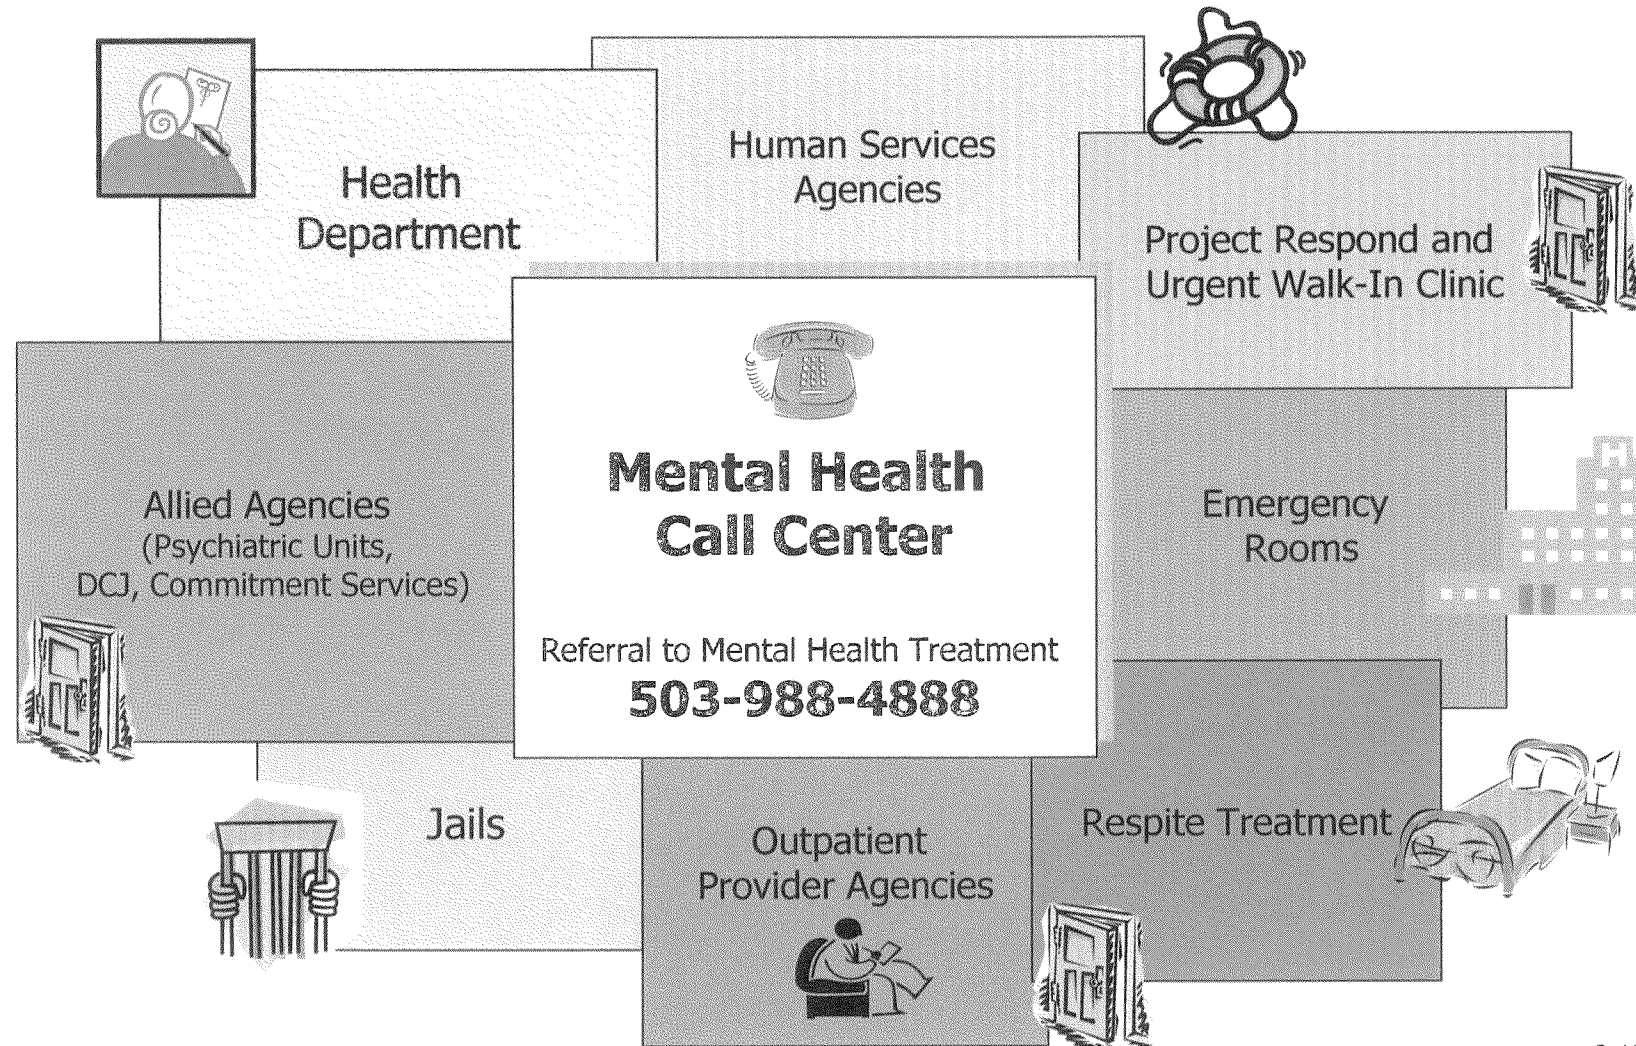 Health
Department
Human Services
Agencies
Project Respond and
Urgent Walk-In Clinic
Allied Agencies
(Psychiatric Units,
DCJ, Commitment Services)
Mental Health
Call Center
Referral to Mental Health Treatment
503-988-4888
Emergency
Rooms
H
Jails
Outpatient
Provider Agencies
Respite Treatment